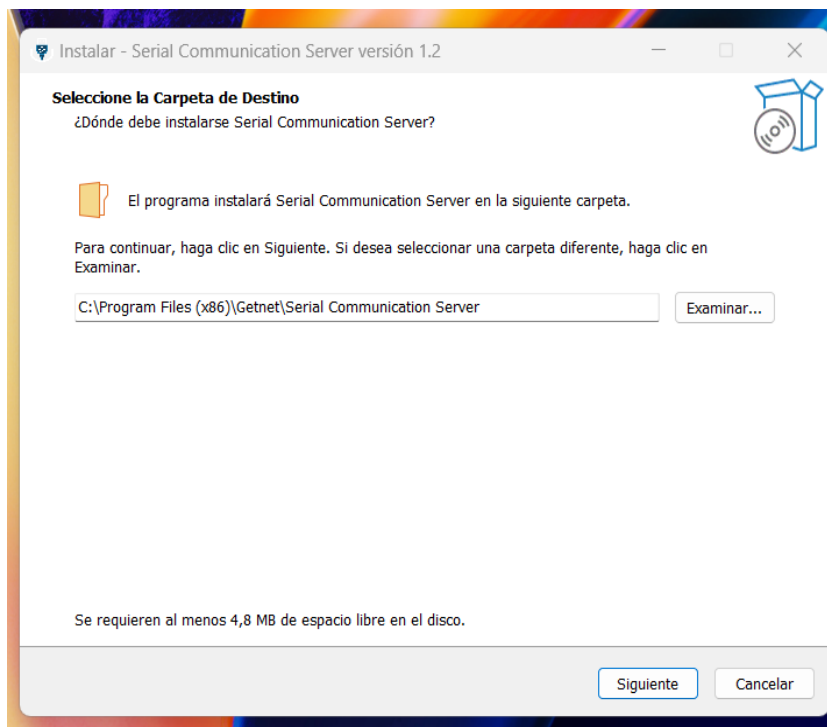 Instalar - Serial Communication Server versión 1.2
Seleccione la Carpeta de Destino
¿Dónde debe instalarse Serial Communication Server?
El programa instalará Serial Communication Server en la siguiente carpeta.
Para continuar, haga clic en Siguiente. Si desea seleccionar una carpeta diferente, haga clic en
Examinar.
C:\Program Files (x86)\Getnet\Serial Communication Server
Examinar...
Se requieren al menos 4,8 MB de espacio libre en el disco.
Siguiente
Cancelar